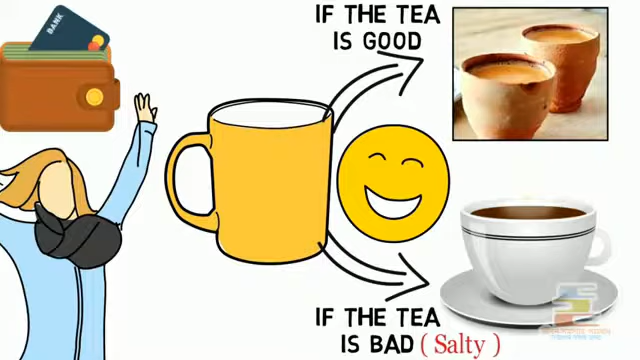 BANK
IF THE TEA
IS GOOD
IF THE TEA
IS BAD ( Salty )